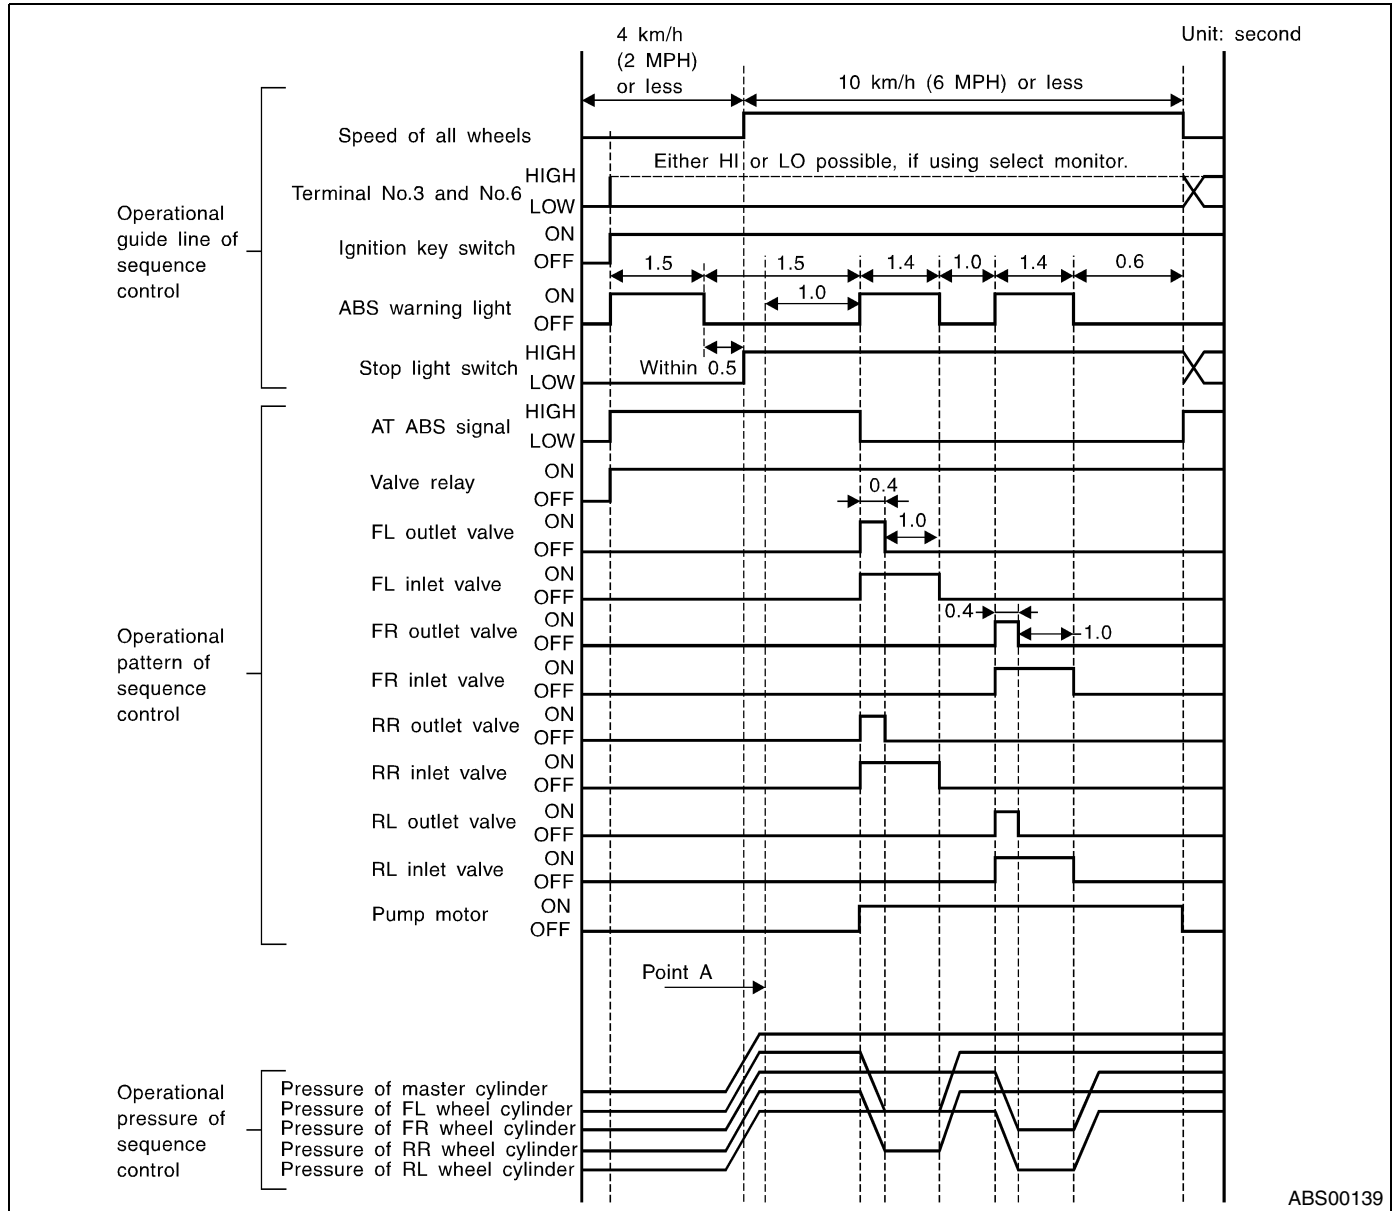 4 km/h
(2 MPH)
or less
Unit: second
10 km/h (6 MPH) or less
Speed of all wheels
Either HI or LO possible, if using select monitor.
Terminal No.3 and No.6
HIGH
LOW
Operational
guide line of
sequence
control
Ignition key switch
ON
OFF
1.5
1.5
1.4
1.0
1.4
0.6
ABS warning light
ON
OFF
1.0
Stop light switch
HIGH
LOW
Within 0.5
AT ABS signal
HIGH
LOW
Valve relay
ON
OFF
0.4
FL outlet valve
ON
OFF
1.0
FL inlet valve
ON
OFF
0.4
FR outlet valve
ON
OFF
1.0
Operational
pattern of
sequence
control
FR inlet valve
ON
OFF
RR outlet valve
ON
OFF
RR inlet valve
ON
OFF
RL outlet valve
ON
OFF
RL inlet valve
ON
OFF
Pump motor
ON
OFF
Point A
Operational
pressure of
sequence
control
Pressure of master cylinder
Pressure of FL wheel cylinder
Pressure of FR wheel cylinder
Pressure of RR wheel cylinder
Pressure of RL wheel cylinder
ABS00139